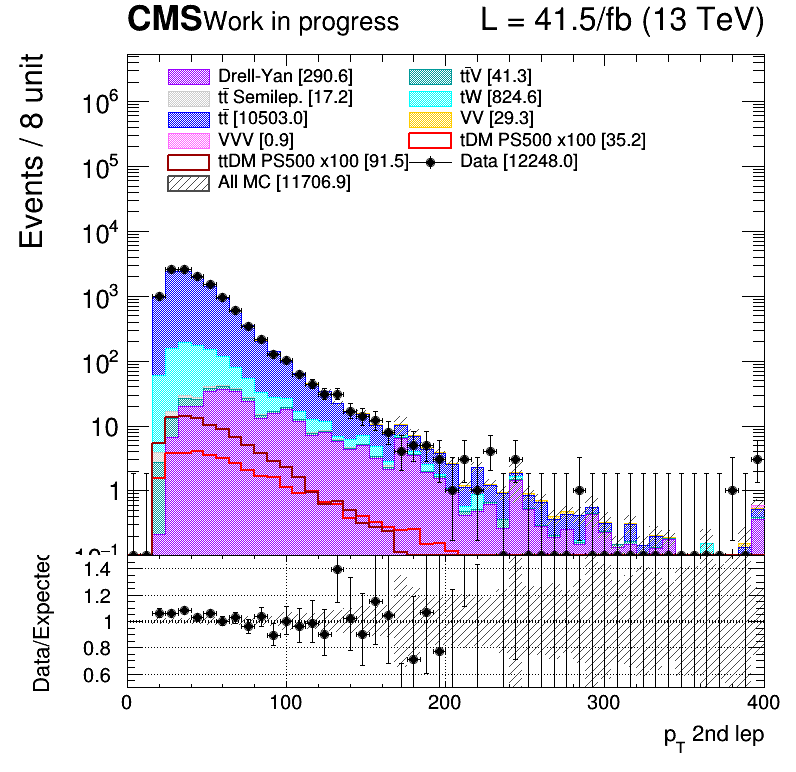 CMS Work in progress L = 41.5/fb (13 TeV)
Events / 8 unit
Drell-Yan [290.6] tt̄V [41.3]
tt̄ Semilep. [17.2] tW [824.6]
tt̄ [10503.0] VV [29.3]
VVV [0.9] tDM PS500 x100 [35.2]
ttDM PS500 x100 [91.5] Data [12248.0]
All MC [11706.9]
10⁶
10⁵
10⁴
10³
10²
10
1
10⁻¹
Data/Expected
1.4
1.2
1
0.8
0.6
0 100 200 300 400
p_T 2nd lep